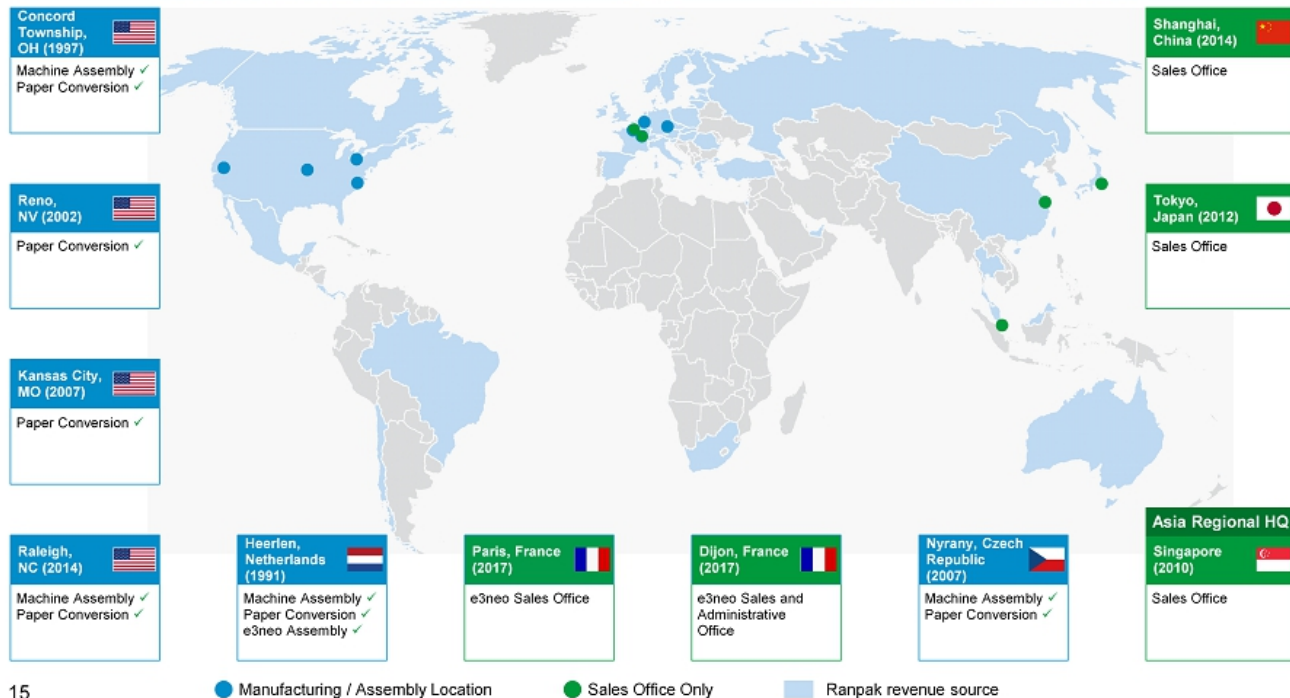 Concord
Township,
OH (1997)
Machine Assembly ✓
Paper Conversion ✓
Reno,
NV (2002)
Paper Conversion ✓
Kansas City,
MO (2007)
Paper Conversion ✓
Raleigh,
NC (2014)
Machine Assembly ✓
Paper Conversion ✓
Heerlen,
Netherlands
(1991)
Machine Assembly ✓
Paper Conversion ✓
e3neo Assembly ✓
Paris, France
(2017)
e3neo Sales Office
Dijon, France
(2017)
e3neo Sales and
Administrative
Office
Nyrany, Czech
Republic
(2007)
Machine Assembly ✓
Paper Conversion ✓
Shanghai,
China (2014)
Sales Office
Tokyo,
Japan (2012)
Sales Office
Asia Regional HQ
Singapore
(2010)
Sales Office
15
Manufacturing / Assembly Location
Sales Office Only
Ranpak revenue source